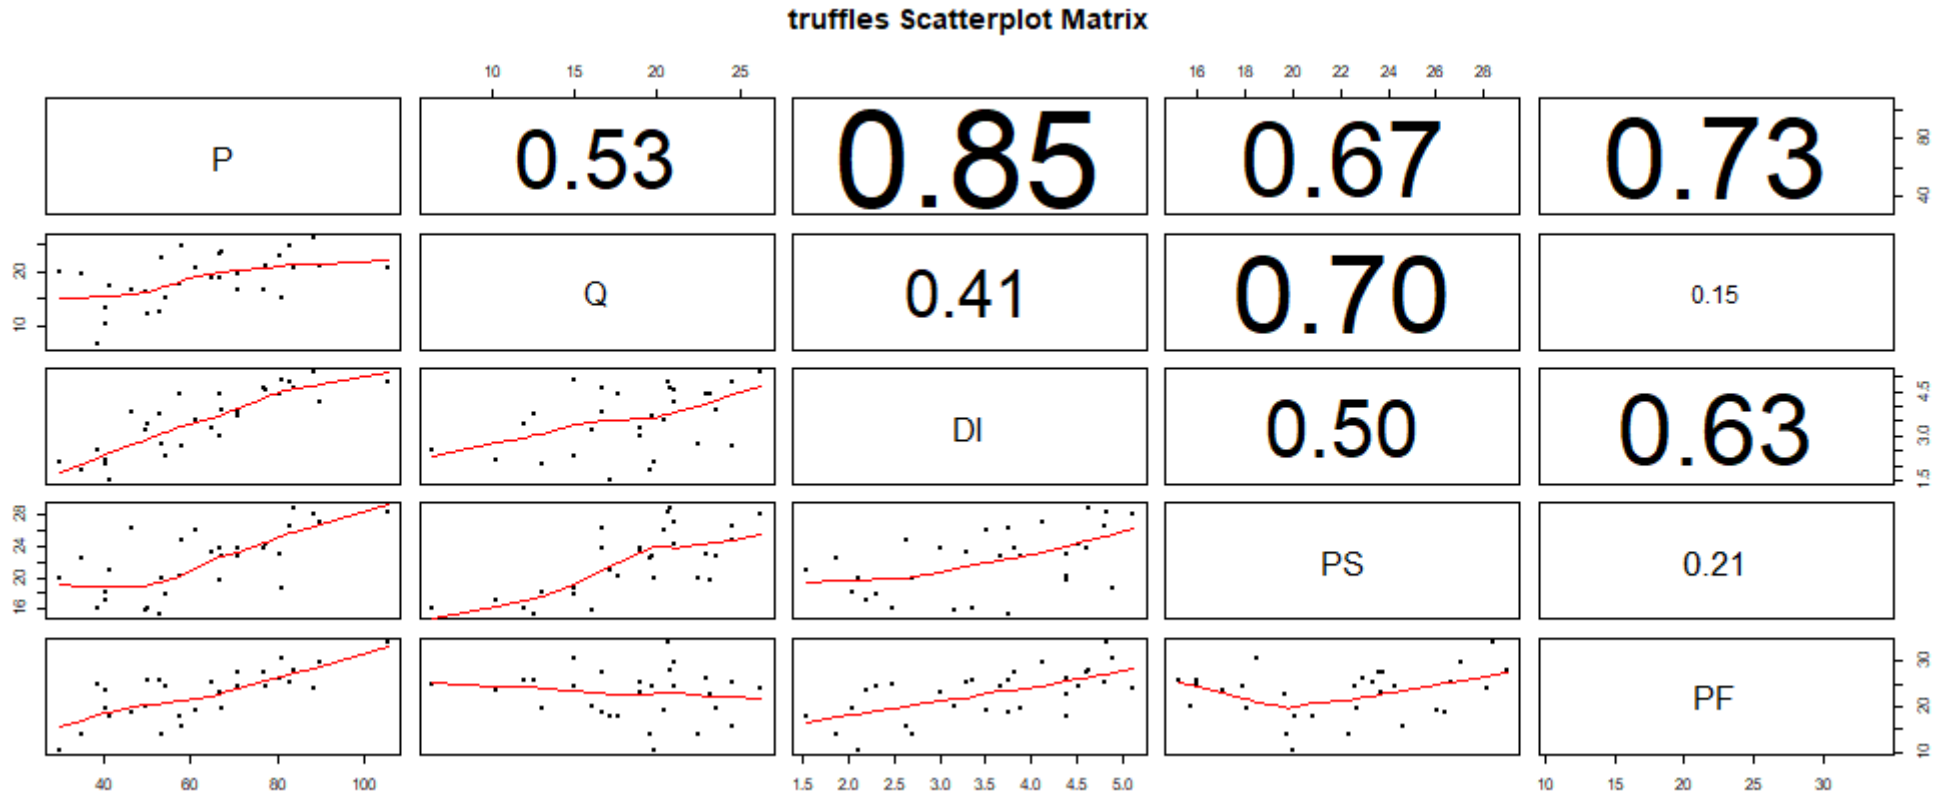 truffles Scatterplot Matrix
10 15 20 25 16 18 20 22 24 26 28
P 0.53 0.85 0.67 0.73
40 80
10 20
Q 0.41 0.70 0.15
DI 0.50 0.63
1.5 3.0 4.5
16 20 24 28
PS 0.21
PF
10 20 30
40 60 80 100 1.5 2.0 2.5 3.0 3.5 4.0 4.5 5.0 10 15 20 25 30